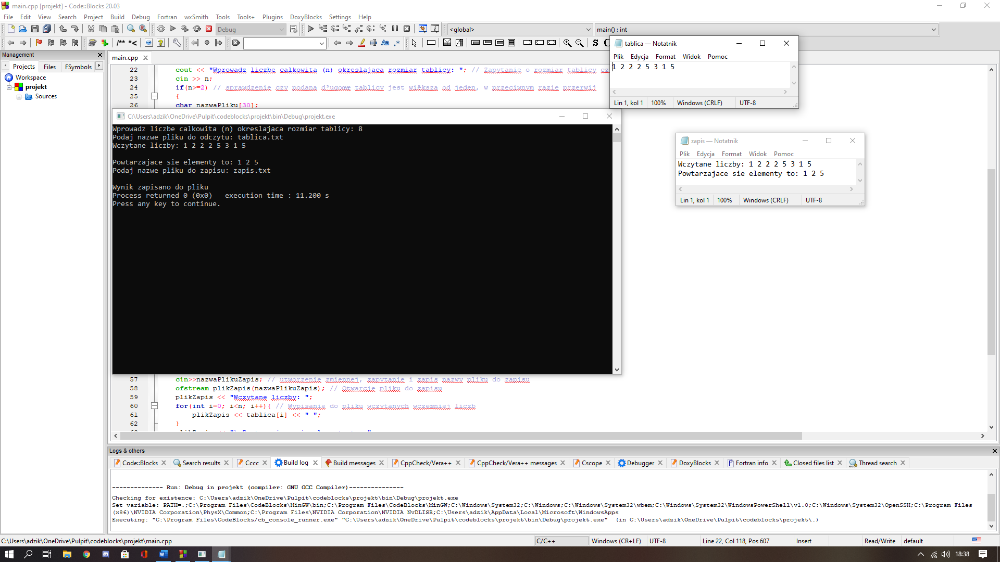 main.cpp [projekt] - Code::Blocks 20.03
File Edit View Search Project Build Debug Fortran wxSmith Tools Tools+ Plugins DoxyBlocks Settings Help
Debug
<global>
main() : int
/** *<
Aa .*
S
Management
Projects Files FSymbols
Workspace
projekt
Sources
main.cpp
22 cout << "Wprowadz liczbe calkowita (n) okreslajaca rozmiar tablicy: "; // Zapytanie o rozmiar tablicy cz
23 cin >> n;
24 if(n>=2) // sprawdzenie czy podana d³ugoœæ tablicy jest wiêksza od jeden, w przeciwnym razie przerwij
25 {
26 char nazwaPliku[30];
tablica — Notatnik
Plik Edycja Format Widok Pomoc
1 2 2 2 5 3 1 5
Lin 1, kol 1 100% Windows (CRLF) UTF-8
C:\Users\adzik\OneDrive\Pulpit\codeblocks\projekt\bin\Debug\projekt.exe
Wprowadz liczbe calkowita (n) okreslajaca rozmiar tablicy: 8
Podaj nazwe pliku do odczytu: tablica.txt
Wczytane liczby: 1 2 2 2 5 3 1 5
Powtarzajace sie elementy to: 1 2 5
Podaj nazwe pliku do zapisu: zapis.txt
Wynik zapisano do pliku
Process returned 0 (0x0) execution time : 11.200 s
Press any key to continue.
zapis — Notatnik
Plik Edycja Format Widok Pomoc
Wczytane liczby: 1 2 2 2 5 3 1 5
Powtarzajace sie elementy to: 1 2 5
Lin 1, kol 1 100% Windows (CRLF) UTF-8
57 cin>>nazwaPlikuZapis; // utworzenie zmiennej, zapytanie i zapis nazwy pliku do zapisu
58 ofstream plikZapis(nazwaPlikuZapis); // Otwarcie pliku do zapisu
59 plikZapis << "Wczytane liczby: ";
60 for(int i=0; i<n; i++){ // Wypisanie do pliku wczytanych wczeœniej liczb
61 plikZapis << tablica[i] << " ";
62 }
Logs & others
Code::Blocks Search results Cccc Build log Build messages CppCheck/Vera++ CppCheck/Vera++ messages Cscope Debugger DoxyBlocks Fortran info Closed files list Thread search
-------------- Run: Debug in projekt (compiler: GNU GCC Compiler)---------------
Checking for existence: C:\Users\adzik\OneDrive\Pulpit\codeblocks\projekt\bin\Debug\projekt.exe
Set variable: PATH=.;C:\Program Files\CodeBlocks\MinGW\bin;C:\Program Files\CodeBlocks\MinGW;C:\Windows\System32;C:\Windows;C:\Windows\System32\wbem;C:\Windows\System32\WindowsPowerShell\v1.0;C:\Windows\System32\OpenSSH;C:\Program Files
(x86)\NVIDIA Corporation\PhysX\Common;C:\Program Files\NVIDIA Corporation\NVIDIA NvDLISR;C:\Users\adzik\AppData\Local\Microsoft\WindowsApps
Executing: "C:\Program Files\CodeBlocks/cb_console_runner.exe" "C:\Users\adzik\OneDrive\Pulpit\codeblocks\projekt\bin\Debug\projekt.exe" (in C:\Users\adzik\OneDrive\Pulpit\codeblocks\projekt\.)
C:\Users\adzik\OneDrive\Pulpit\codeblocks\projekt\main.cpp
C/C++ Windows (CR+LF) UTF-8 Line 22, Col 118, Pos 607 Insert Read/Write default
18:38